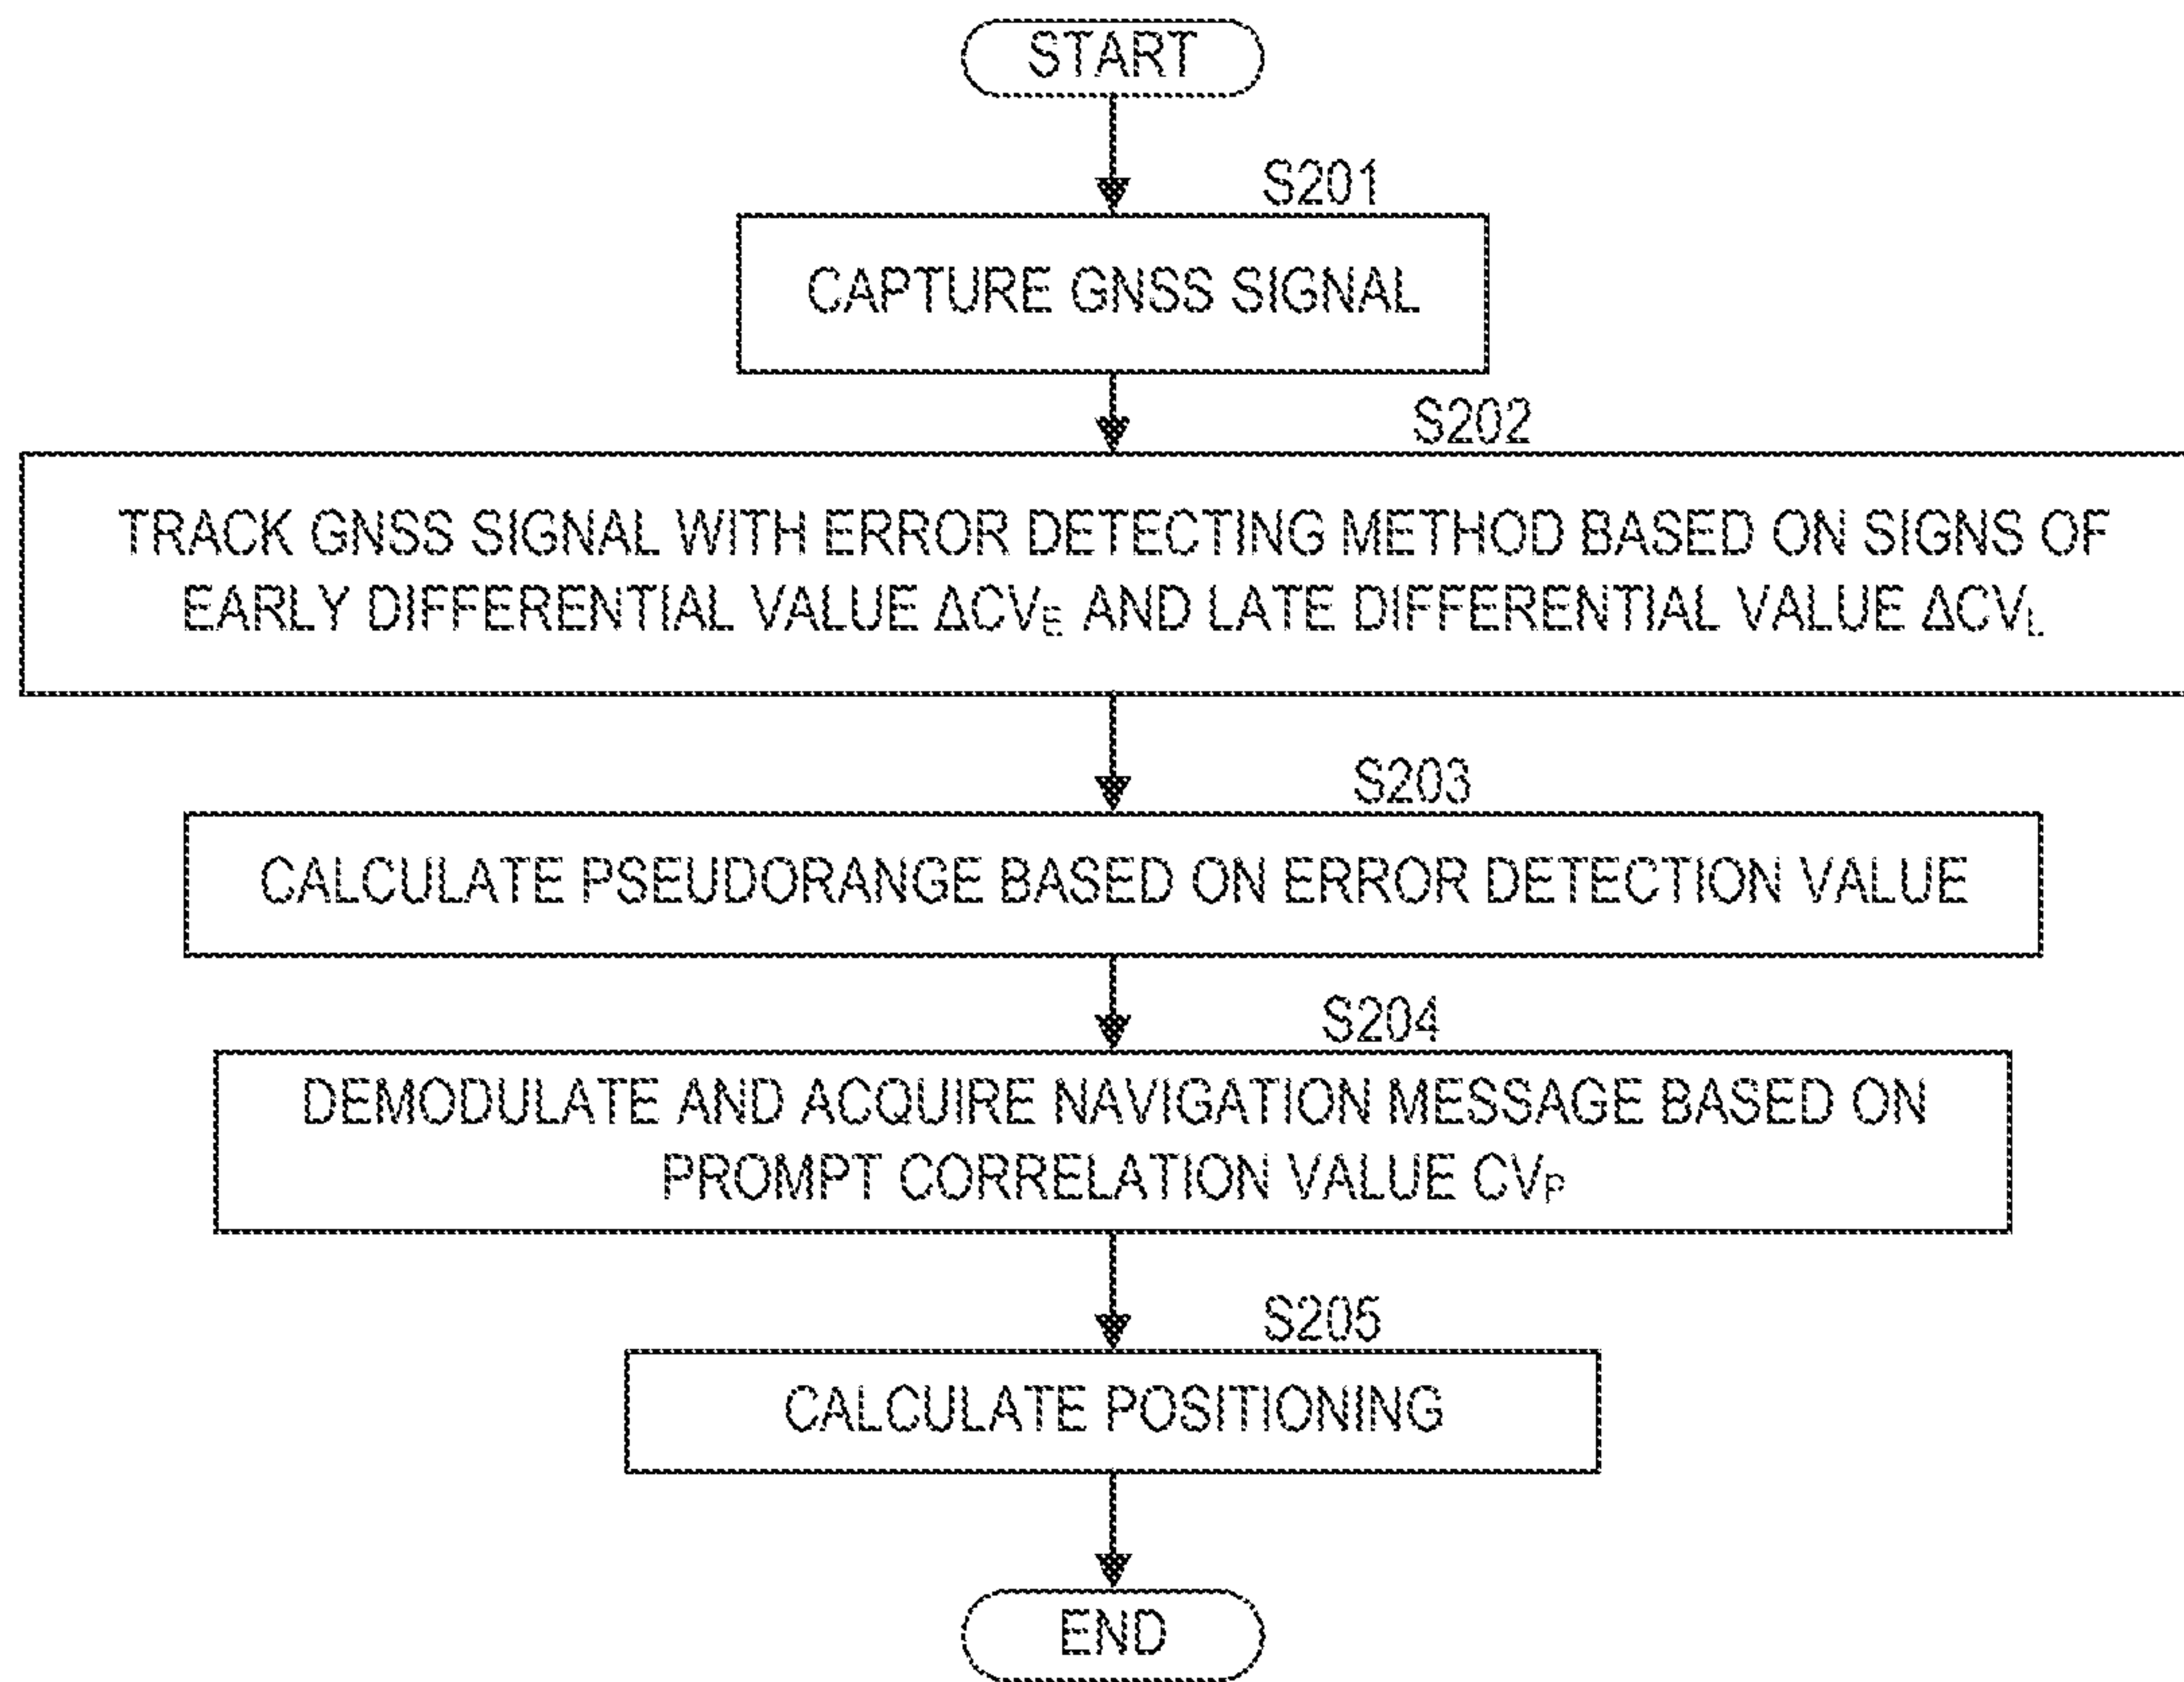 START
S201
CAPTURE GNSS SIGNAL
S202
TRACK GNSS SIGNAL WITH ERROR DETECTING METHOD BASED ON SIGNS OF
EARLY DIFFERENTIAL VALUE ΔCVE AND LATE DIFFERENTIAL VALUE ΔCVL
S203
CALCULATE PSEUDORANGE BASED ON ERROR DETECTION VALUE
S204
DEMODULATE AND ACQUIRE NAVIGATION MESSAGE BASED ON
PROMPT CORRELATION VALUE CVP
S205
CALCULATE POSITIONING
END